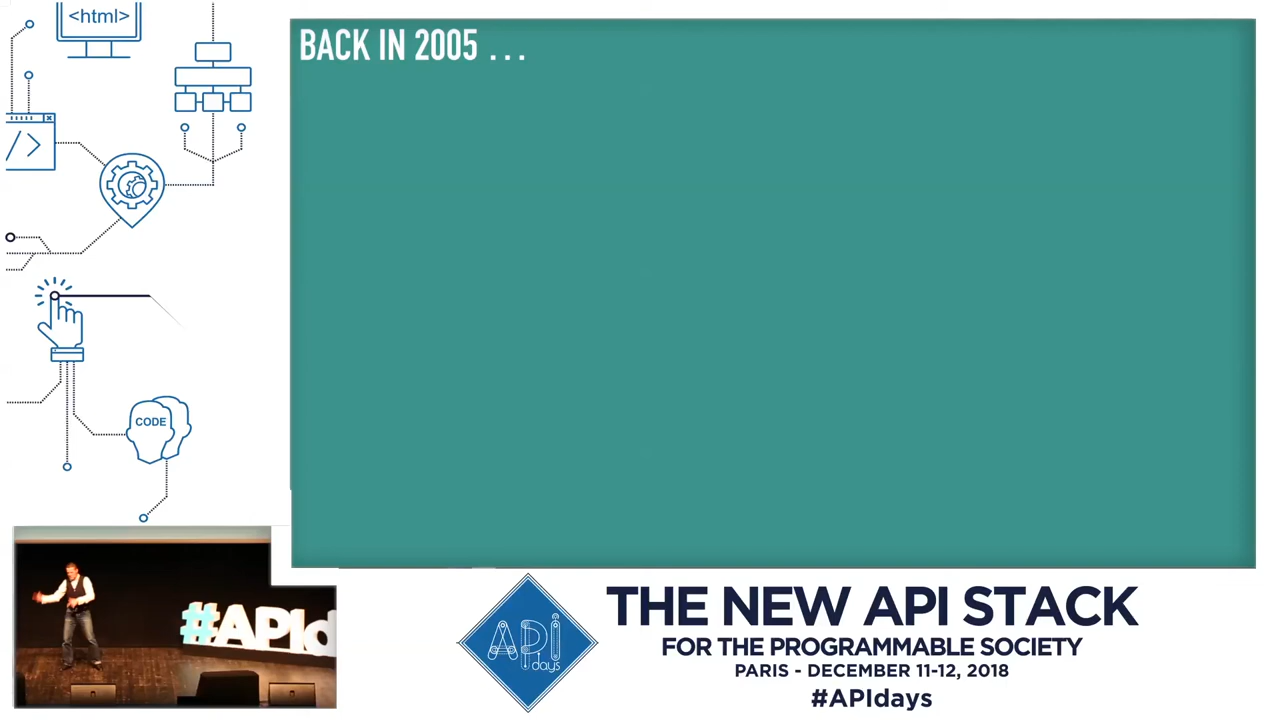 <html>
BACK IN 2005 ...
</>
CODE
#APId
API
days
THE NEW API STACK
FOR THE PROGRAMMABLE SOCIETY
PARIS - DECEMBER 11-12, 2018
#APIdays